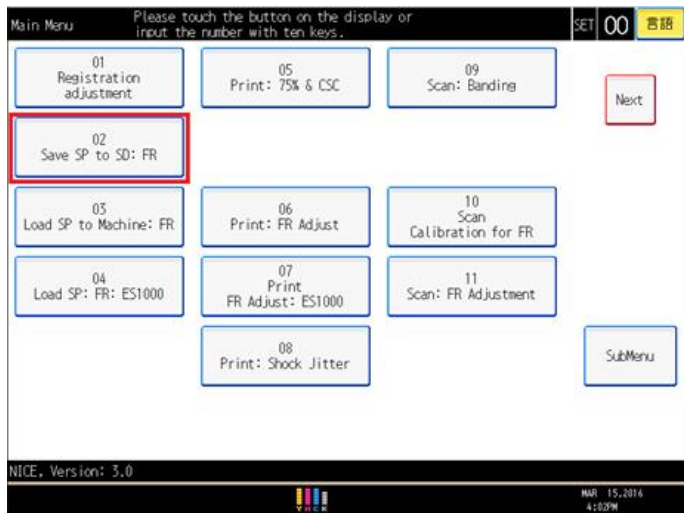 Main Menu
Please touch the button on the display or
input the number with ten keys.
SET 00 言語
01
Registration
adjustment
05
Print: 75% & CSC
09
Scan: Banding
Next
02
Save SP to SD: FR
03
Load SP to Machine: FR
06
Print: FR Adjust
10
Scan
Calibration for FR
04
Load SP: FR: ES1000
07
Print
FR Adjust: ES1000
11
Scan: FR Adjustment
08
Print: Shock Jitter
SubMenu
NICE. Version: 3.0
Y M C K
MAR 15,2016
4:02PM